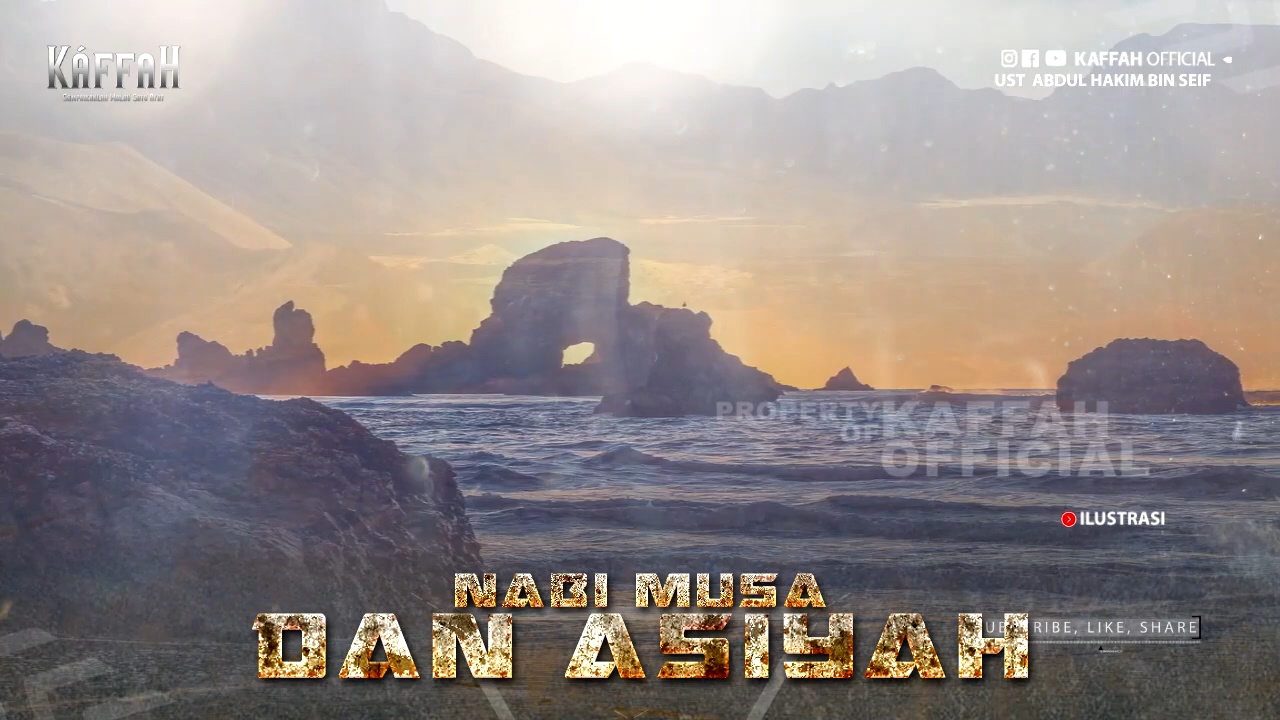 KÁFFAH
KAFFAH OFFICIAL
UST ABDUL HAKIM BIN SEIF
PROPERTY OF
KAFFAH OFFICIAL
ILUSTRASI
NABI MUSA
DAN ASIYAH
LIKE, SHARE